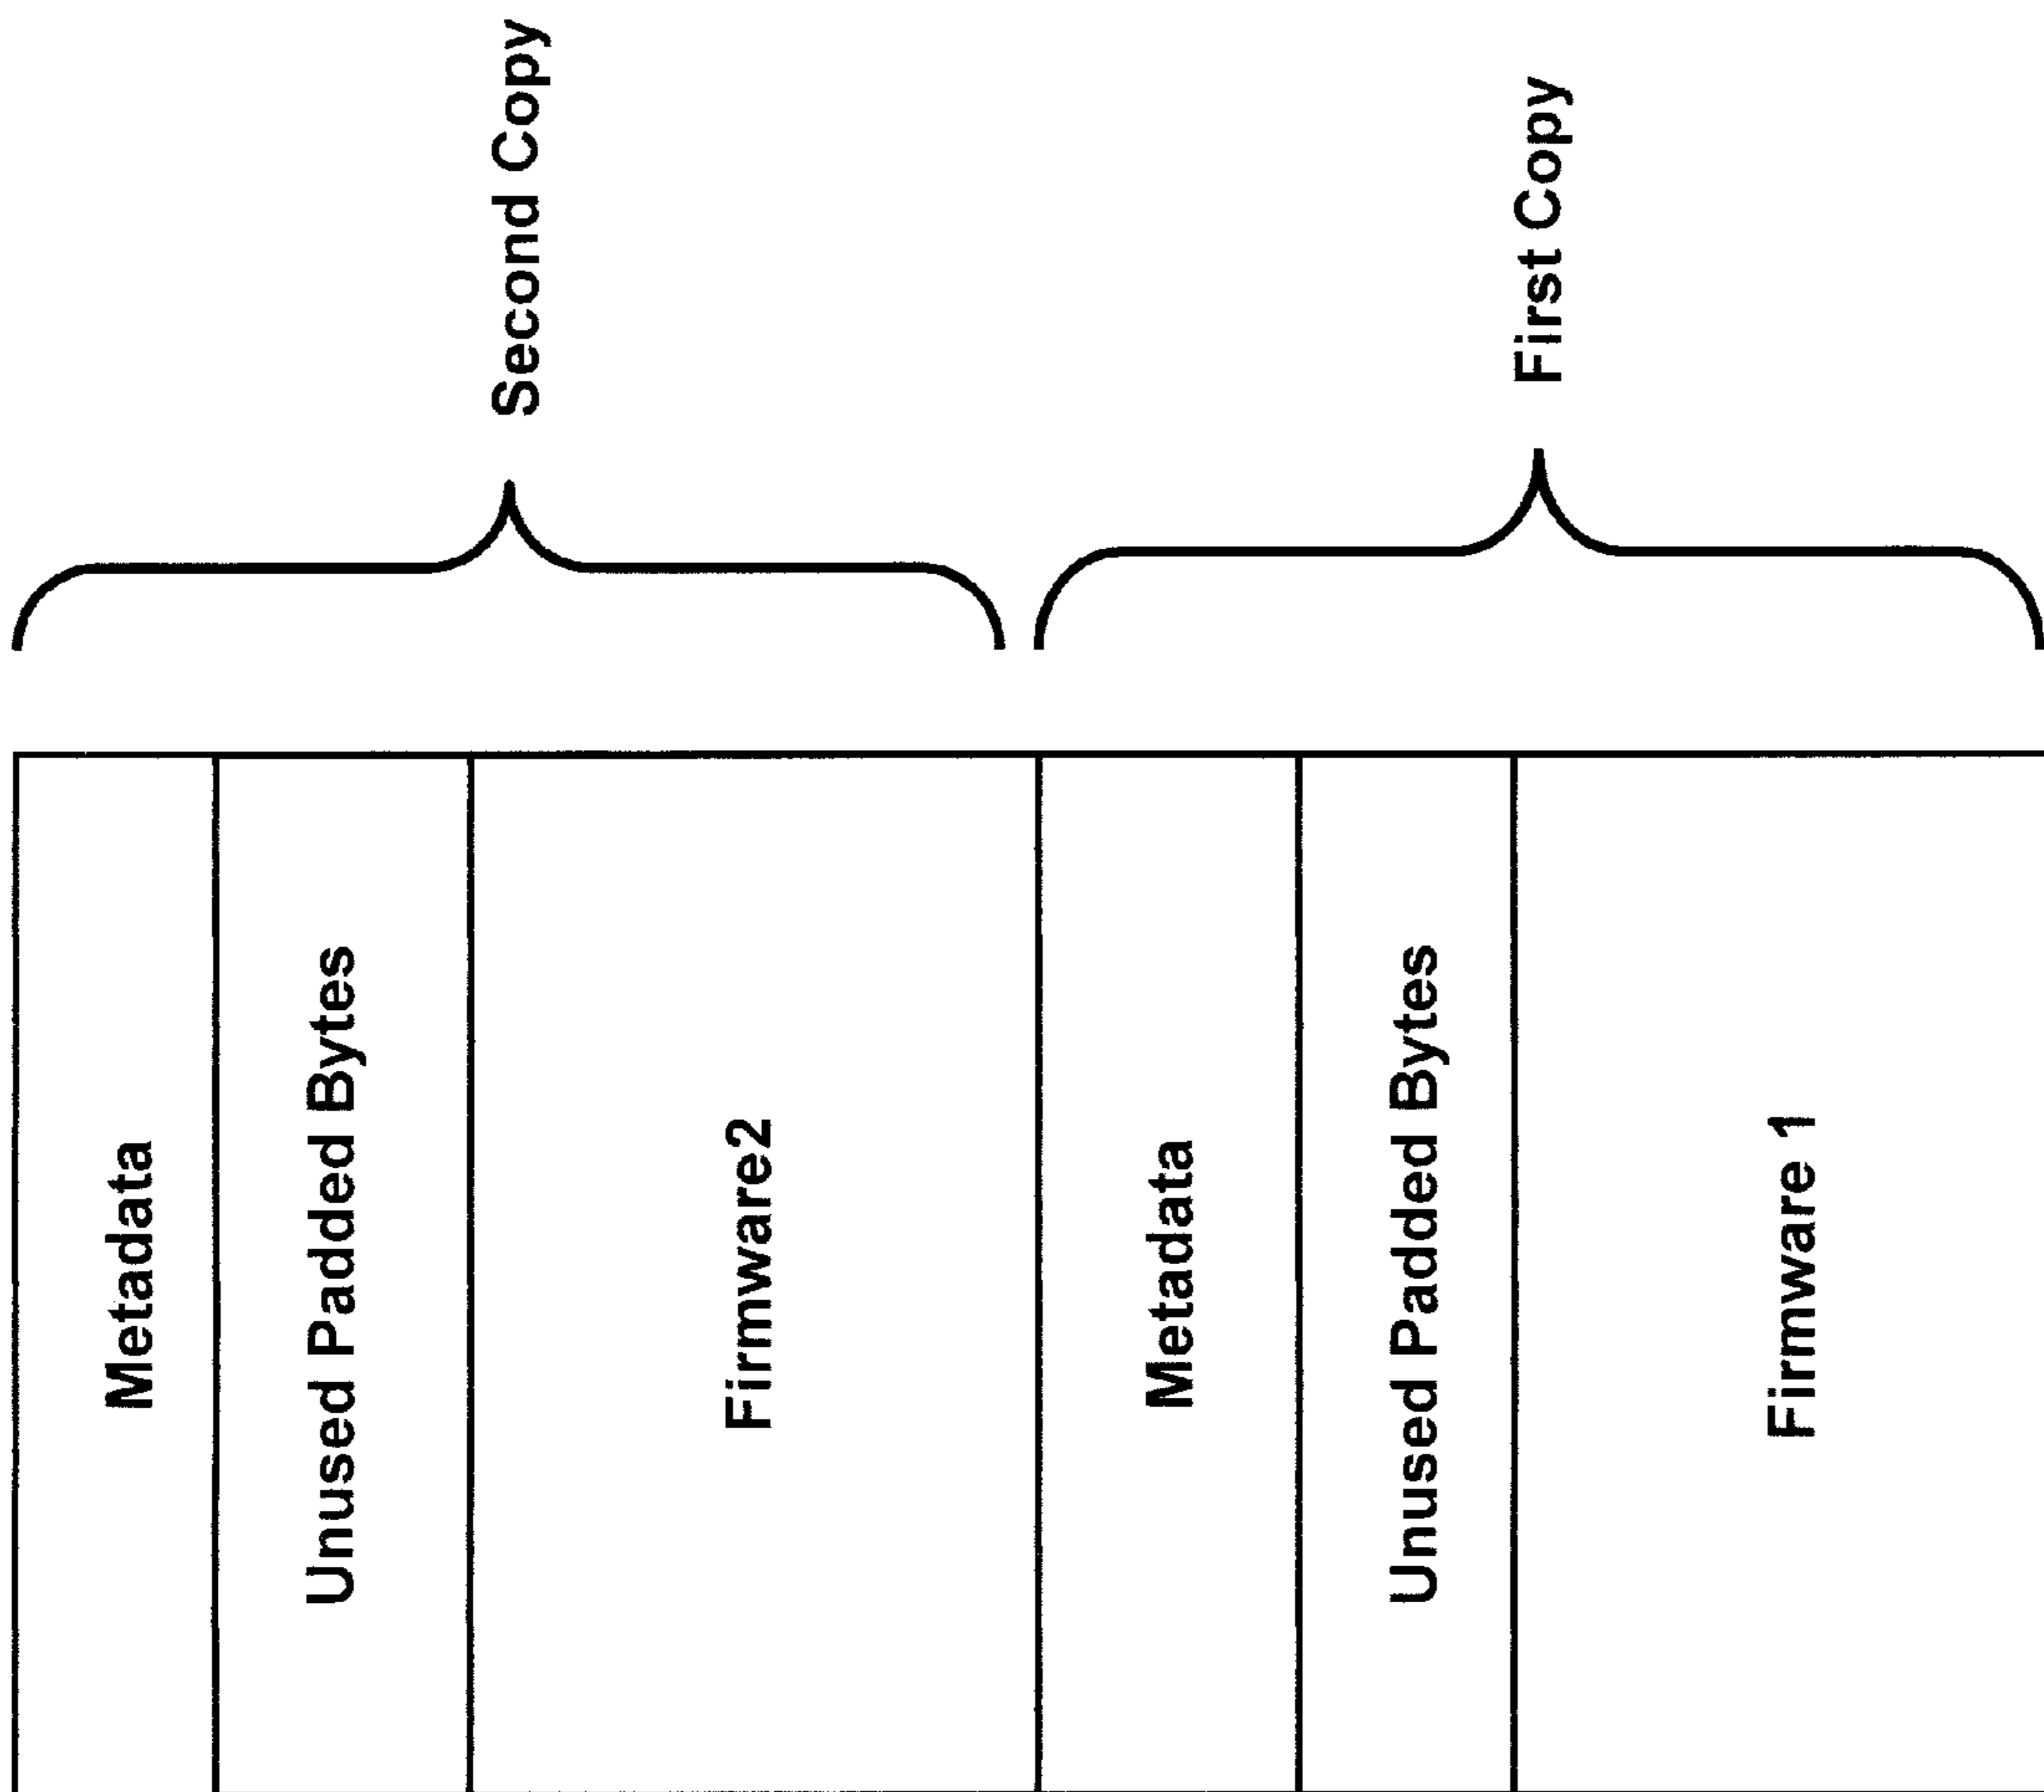 Metadata
Unused Padded Bytes
Firmware2
Second Copy
Metadata
Unused Padded Bytes
Firmware 1
First Copy